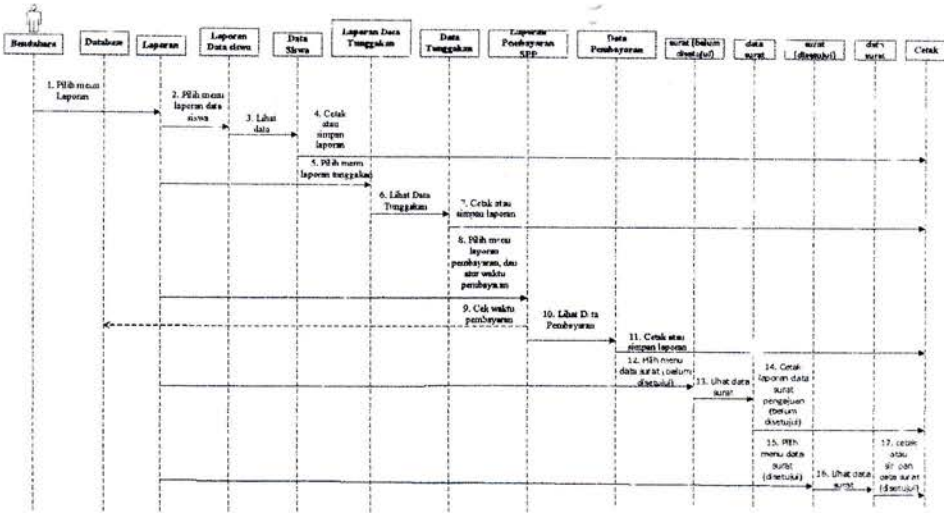 Bendahara
Database
Laporan
Laporan
Data siswa
Data
Siswa
Laporan Data
Tunggakan
Data
Tunggakan
Laporan
Pembayaran
SPP
Data
Pembayaran
surat (belum
disetujui)
data
surat
surat
(disetujui)
data
surat
Cetak
1. Pilih menu
Laporan
2. Pilih menu
laporan data
siswa
3. Lihat
data
4. Cetak
atau
simpan
laporan
5. Pilih menu
laporan tunggakan
6. Lihat Data
Tunggakan
7. Cetak atau
simpan laporan
8. Pilih menu
laporan
pembayaran, dan
atur waktu
pembayaran
9. Cek waktu
pembayaran
10. Lihat Data
Pembayaran
11. Cetak atau
simpan laporan
12. Pilih menu
data surat (belum
disetujui)
13. Lihat data
surat
14. Cetak
laporan data
surat
pengajuan
(belum
disetujui)
15. Pilih
menu data
surat
(disetujui)
16. Lihat data
surat
17. cetak
atau
simpan
data surat
(disetujui)